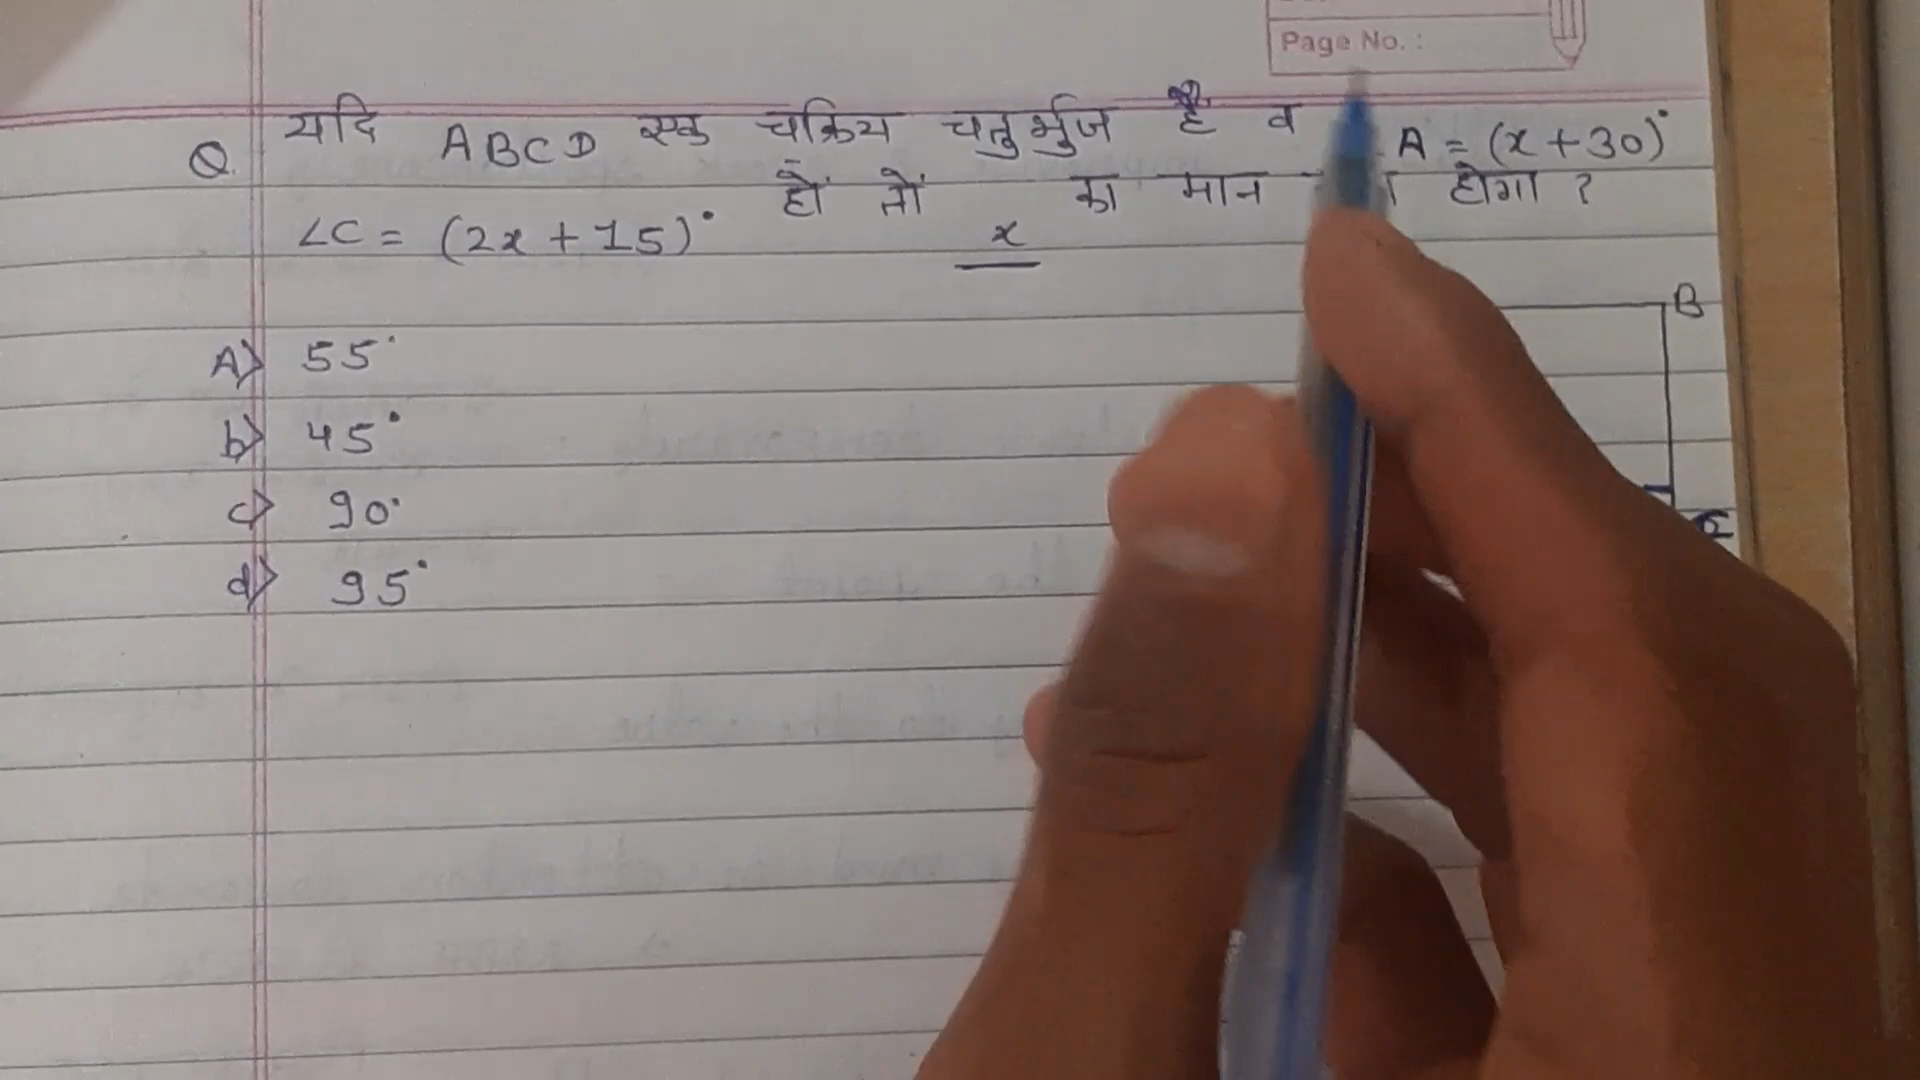 Page No. :
Q. यदि ABCD एक चक्रिय चतुर्भुज है व A = (x + 30)°
∠C = (2x + 15)° हों तों x का मान होगा ?
B
A) 55°
b) 45°
c) 90°
d) 95°